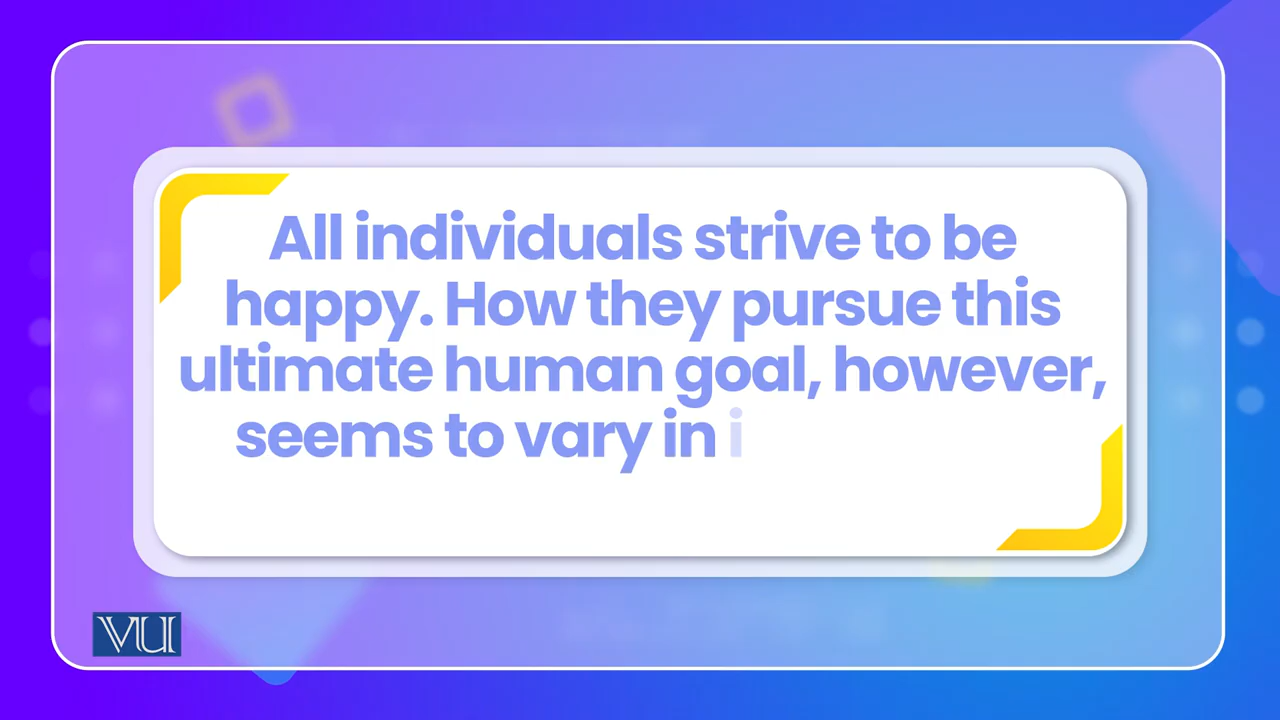 All individuals strive to be
happy. How they pursue this
ultimate human goal, however,
seems to vary in i
VU